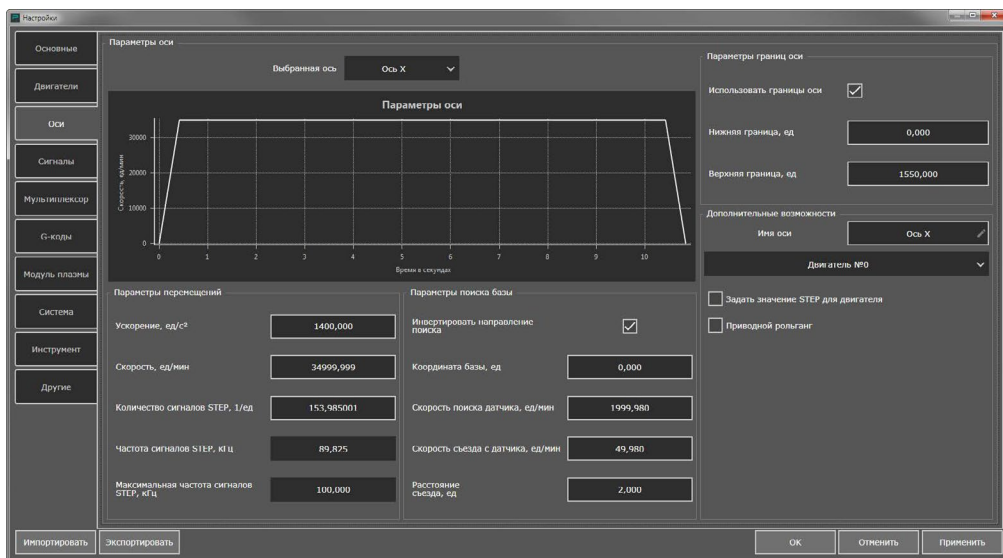 Настройки
Основные
Двигатели
Оси
Сигналы
Мультиплексор
G-коды
Модуль плазмы
Система
Инструмент
Другие
Параметры оси
Выбранная ось
Ось X
Параметры оси
Скорость, ед/мин
30000
20000
10000
0
0 1 2 3 4 5 6 7 8 9 10
Время в секундах
Параметры перемещений
Ускорение, ед/с²
1400,000
Скорость, ед/мин
34999,999
Количество сигналов STEP, 1/ед
153,985001
Частота сигналов STEP, кГц
89,825
Максимальная частота сигналов
STEP, кГц
100,000
Параметры поиска базы
Инвертировать направление
поиска
Координата базы, ед
0,000
Скорость поиска датчика, ед/мин
1999,980
Скорость съезда с датчика, ед/мин
49,980
Расстояние
съезда, ед
2,000
Параметры границ оси
Использовать границы оси
Нижняя граница, ед
0,000
Верхняя граница, ед
1550,000
Дополнительные возможности
Имя оси
Ось X
Двигатель №0
Задать значение STEP для двигателя
Приводной рольганг
Импортировать
Экспортировать
ОК
Отменить
Применить